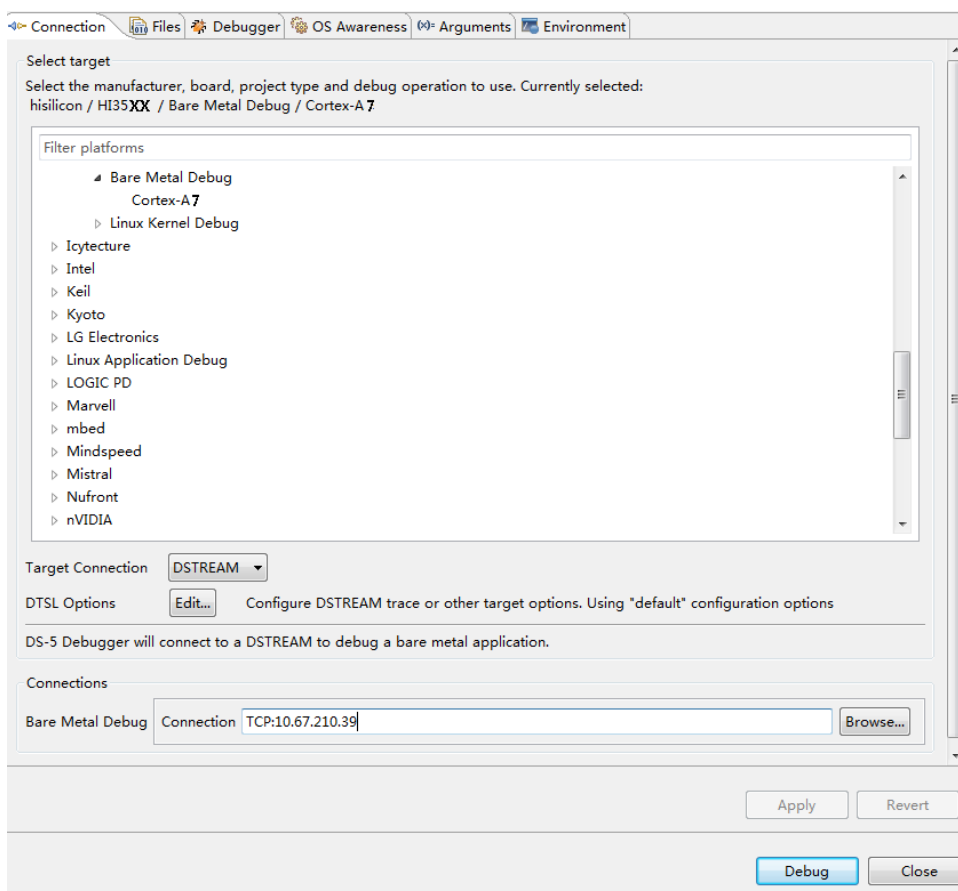 Connection Files Debugger OS Awareness (x)= Arguments Environment
Select target
Select the manufacturer, board, project type and debug operation to use. Currently selected:
hisilicon / HI35XX / Bare Metal Debug / Cortex-A7
Filter platforms
Bare Metal Debug
Cortex-A7
Linux Kernel Debug
Icytecture
Intel
Keil
Kyoto
LG Electronics
Linux Application Debug
LOGIC PD
Marvell
mbed
Mindspeed
Mistral
Nufront
nVIDIA
Target Connection DSTREAM
DTSL Options Edit... Configure DSTREAM trace or other target options. Using "default" configuration options
DS-5 Debugger will connect to a DSTREAM to debug a bare metal application.
Connections
Bare Metal Debug Connection TCP:10.67.210.39 Browse...
Apply Revert
Debug Close